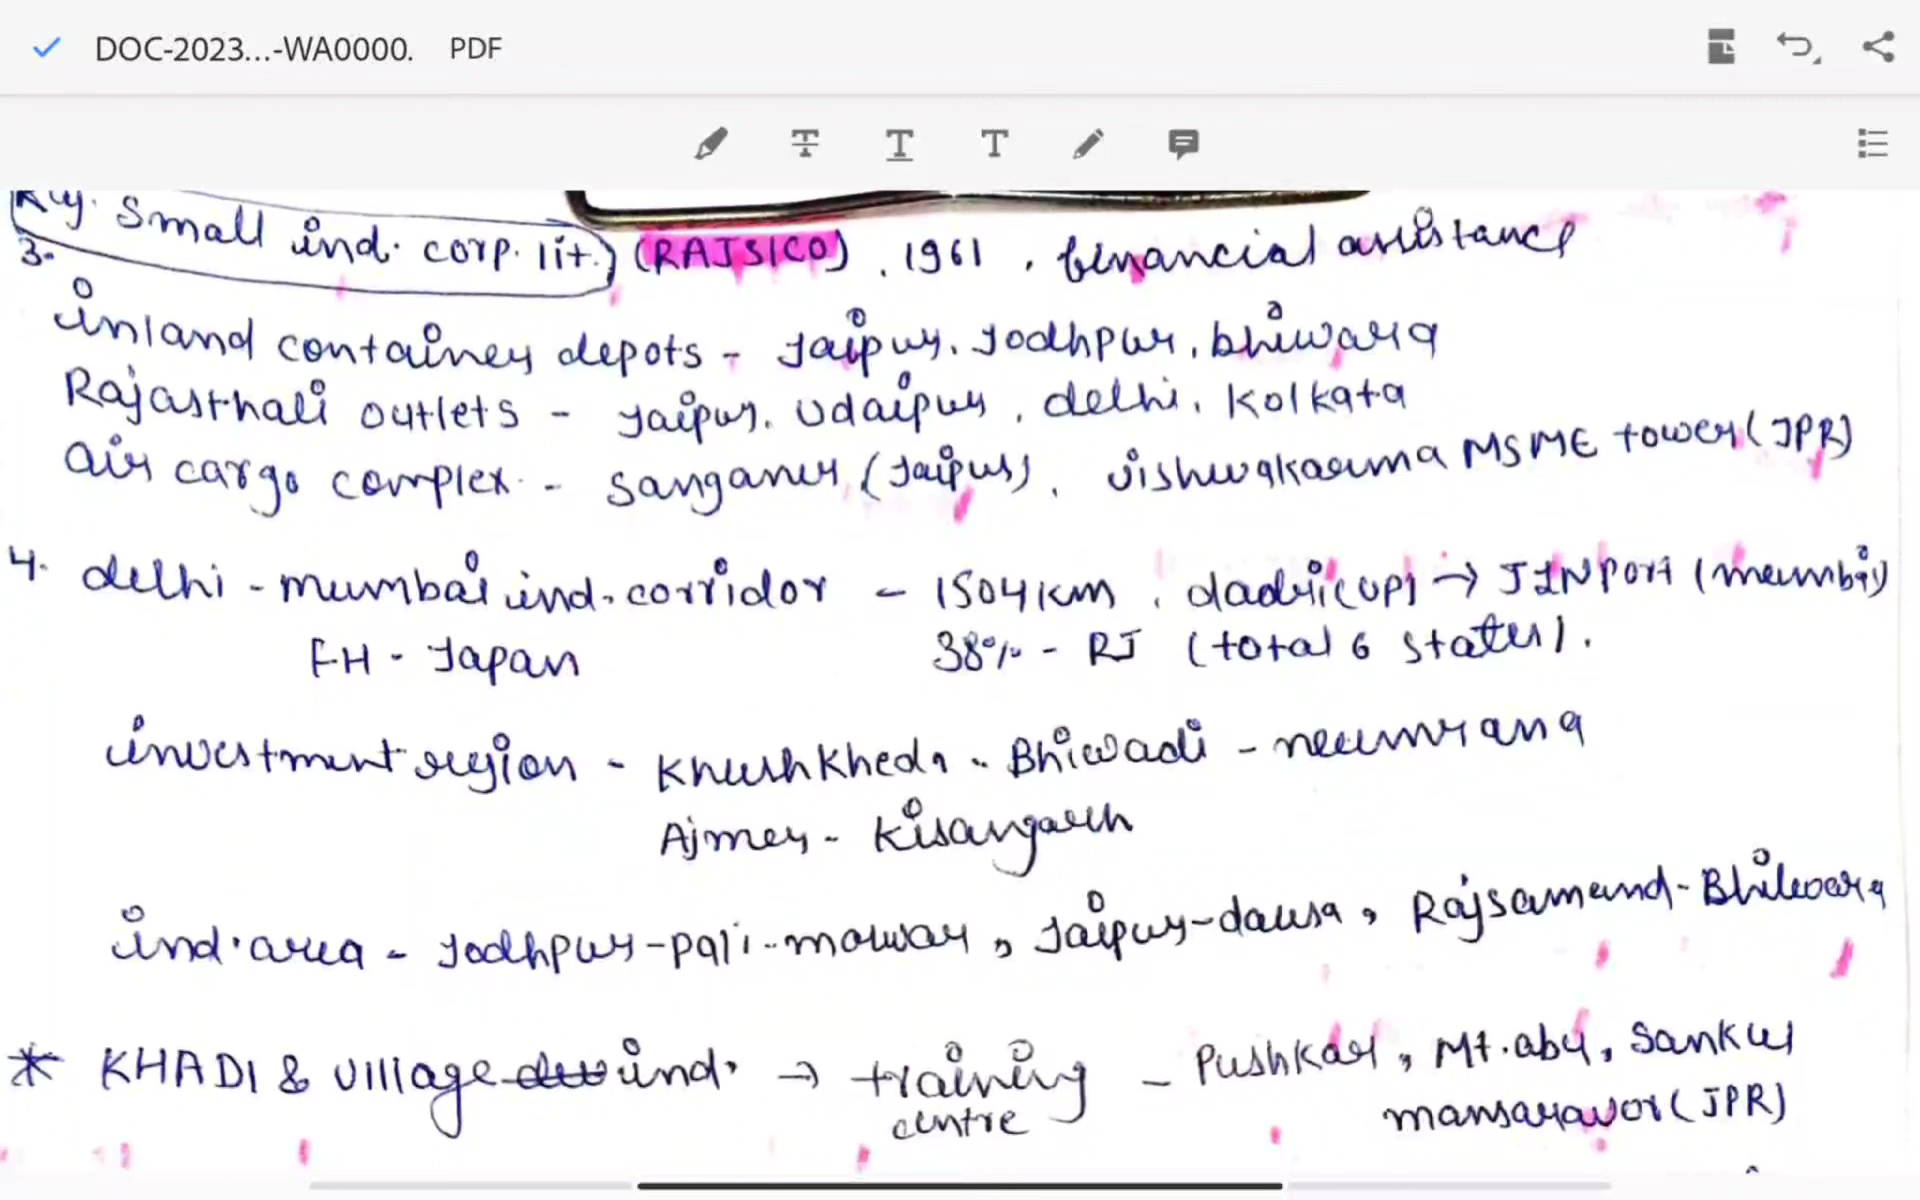 DOC-2023...-WA0000. PDF
Raj. Small ind. corp. lit.) (RAJSICO) . 1961 , financial assistance
3.
inland container depots - Jaipur, Jodhpur, bhiwara
Rajasthali outlets - Jaipur, Udaipur, delhi, Kolkata
air cargo complex. - Sanganer (Jaipur), vishwakarma MSME tower (JPR)
4. delhi - mumbai ind. corridor - 1504 km , dadri (UP) → JLN port (mumbai)
FH - Japan 38% - RJ (total 6 states).
investment region - Khushkheda - Bhiwadi - neemrana
Ajmer - Kisangarh
ind. area - Jodhpur-pali-marwar, Jaipur-dausa, Rajsamand-Bhilwara
* KHADI & village ind. → training - Pushkar, Mt. abu, Sankul
centre mansarovar (JPR)